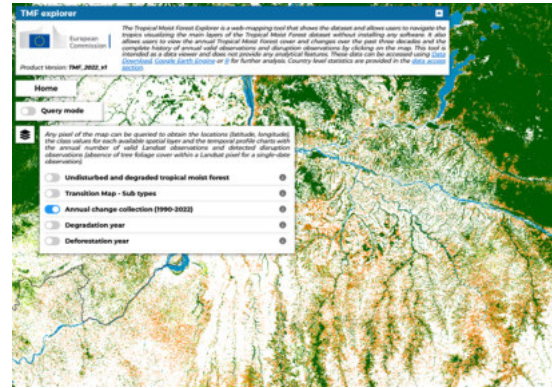 TMF explorer
The Tropical Moist Forest Explorer is a web-mapping tool that shows the dataset and allows users to navigate the
tropics visualizing the main layers of the Tropical Moist Forest Dataset without installing any software. It also
allows users to view the annual Tropical Moist Forest cover and changes over the past three decades and the
complete history of annual valid observations and disruption observations by clicking on the map. This tool is
intended as a data viewer and does not provide any analytical features. Those data can be accessed using Data
Download, Google Earth Engine or R for further analysis. Country level statistics are provided in the data access
section.
European
Commission
Product Version: TMF_2022_v1
Home
Query mode
Any pixel of the map can be queried to obtain the locations (latitude, longitude),
the class values for each available spatial layer and the temporal profile charts with
the annual number of valid Landsat observations and detected disruption
observations (absence of tree foliage cover within a Landsat pixel for a single-date
observation)
Undisturbed and degraded tropical moist forest
Transition Map - Sub types
Annual change collection (1990-2022)
Degradation year
Deforestation year